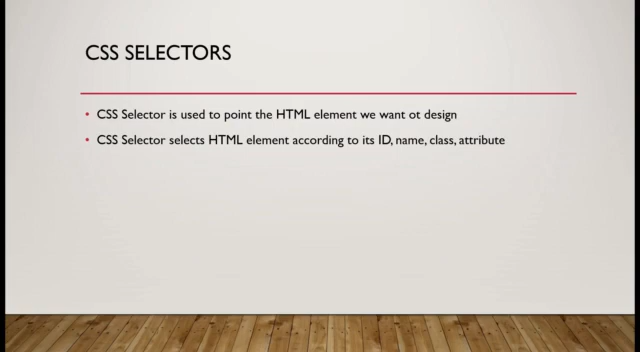 CSS SELECTORS
• CSS Selector is used to point the HTML element we want ot design
• CSS Selector selects HTML element according to its ID, name, class, attribute